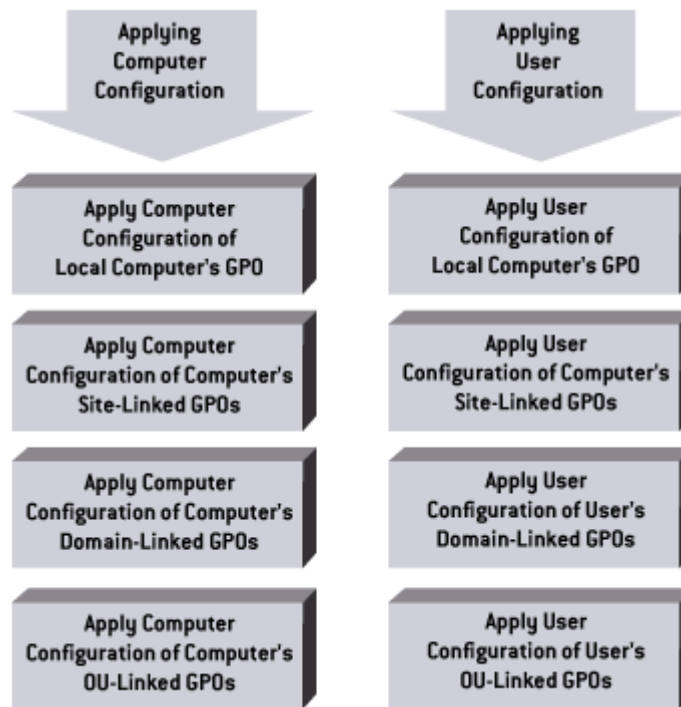 Applying
Computer
Configuration
Applying
User
Configuration
Apply Computer
Configuration of
Local Computer's GPO
Apply User
Configuration of
Local Computer's GPO
Apply Computer
Configuration of Computer's
Site-Linked GPOs
Apply User
Configuration of Computer's
Site-Linked GPOs
Apply Computer
Configuration of Computer's
Domain-Linked GPOs
Apply User
Configuration of User's
Domain-Linked GPOs
Apply Computer
Configuration of Computer's
OU-Linked GPOs
Apply User
Configuration of User's
OU-Linked GPOs